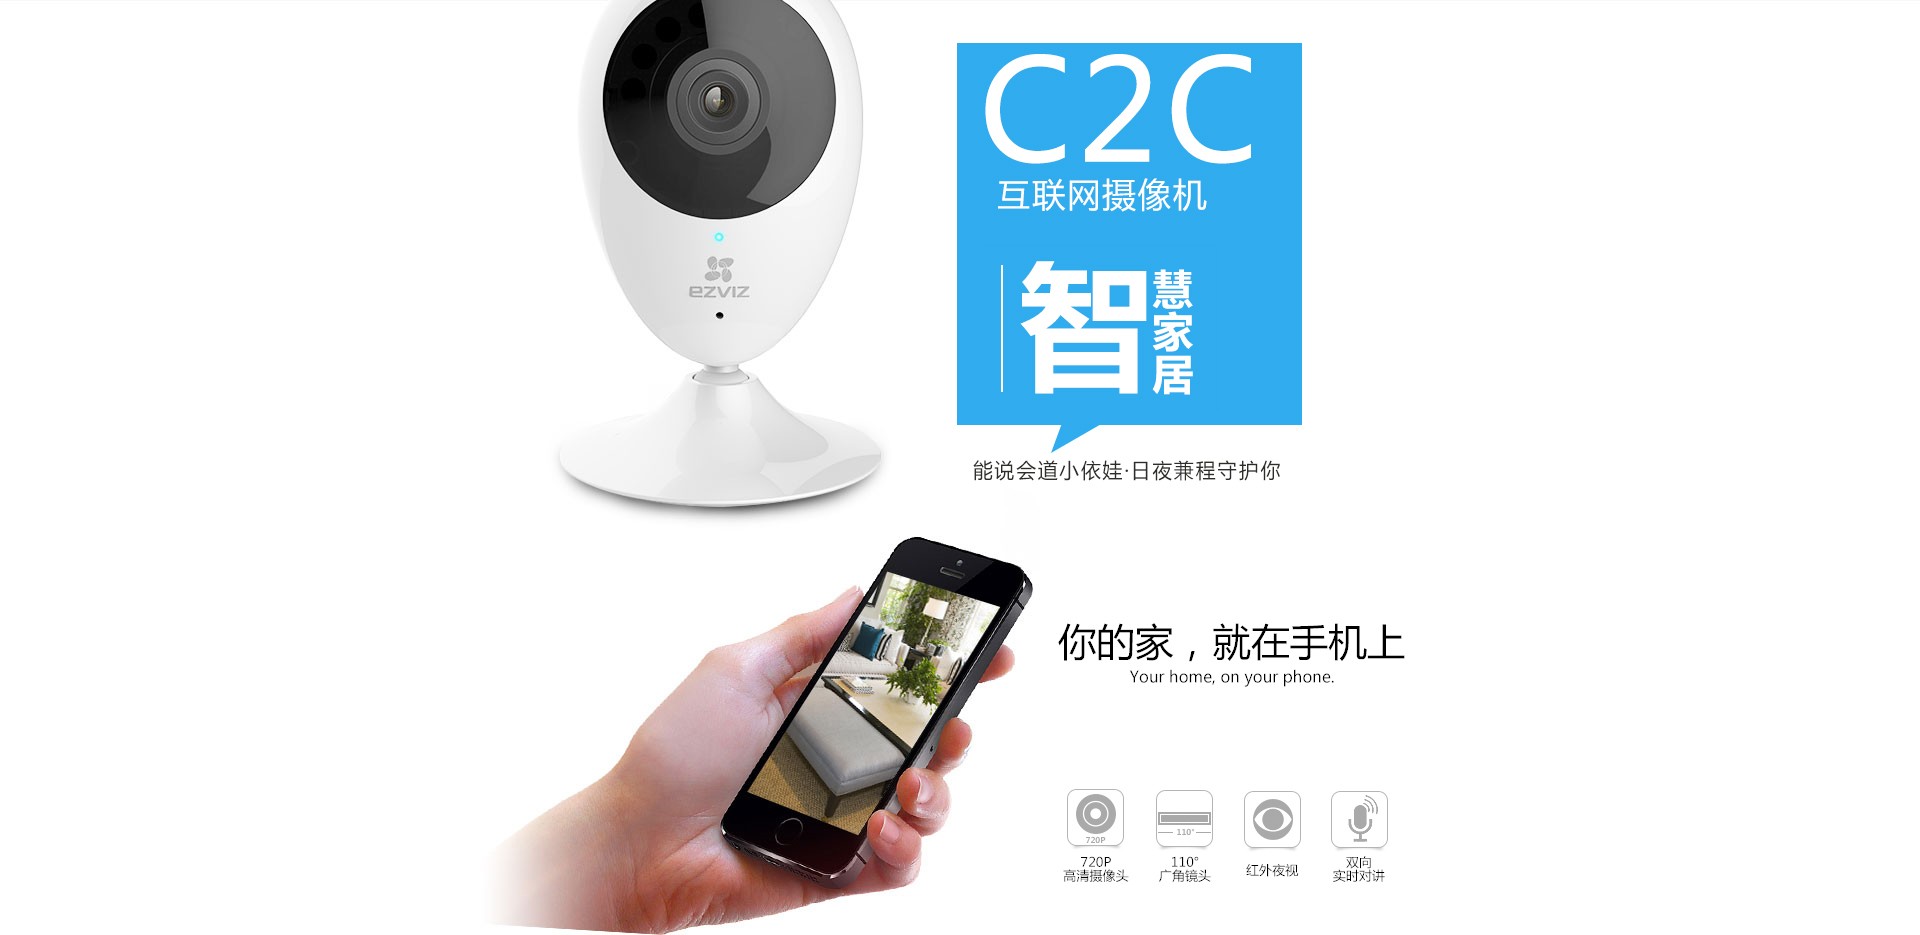 C2C
互联网摄像机
智慧家居
ezviz
能说会道小依娃·日夜兼程守护你
你的家，就在手机上
Your home, on your phone.
720P
110°
720P
高清摄像头
110°
广角镜头
红外夜视
双向
实时对讲